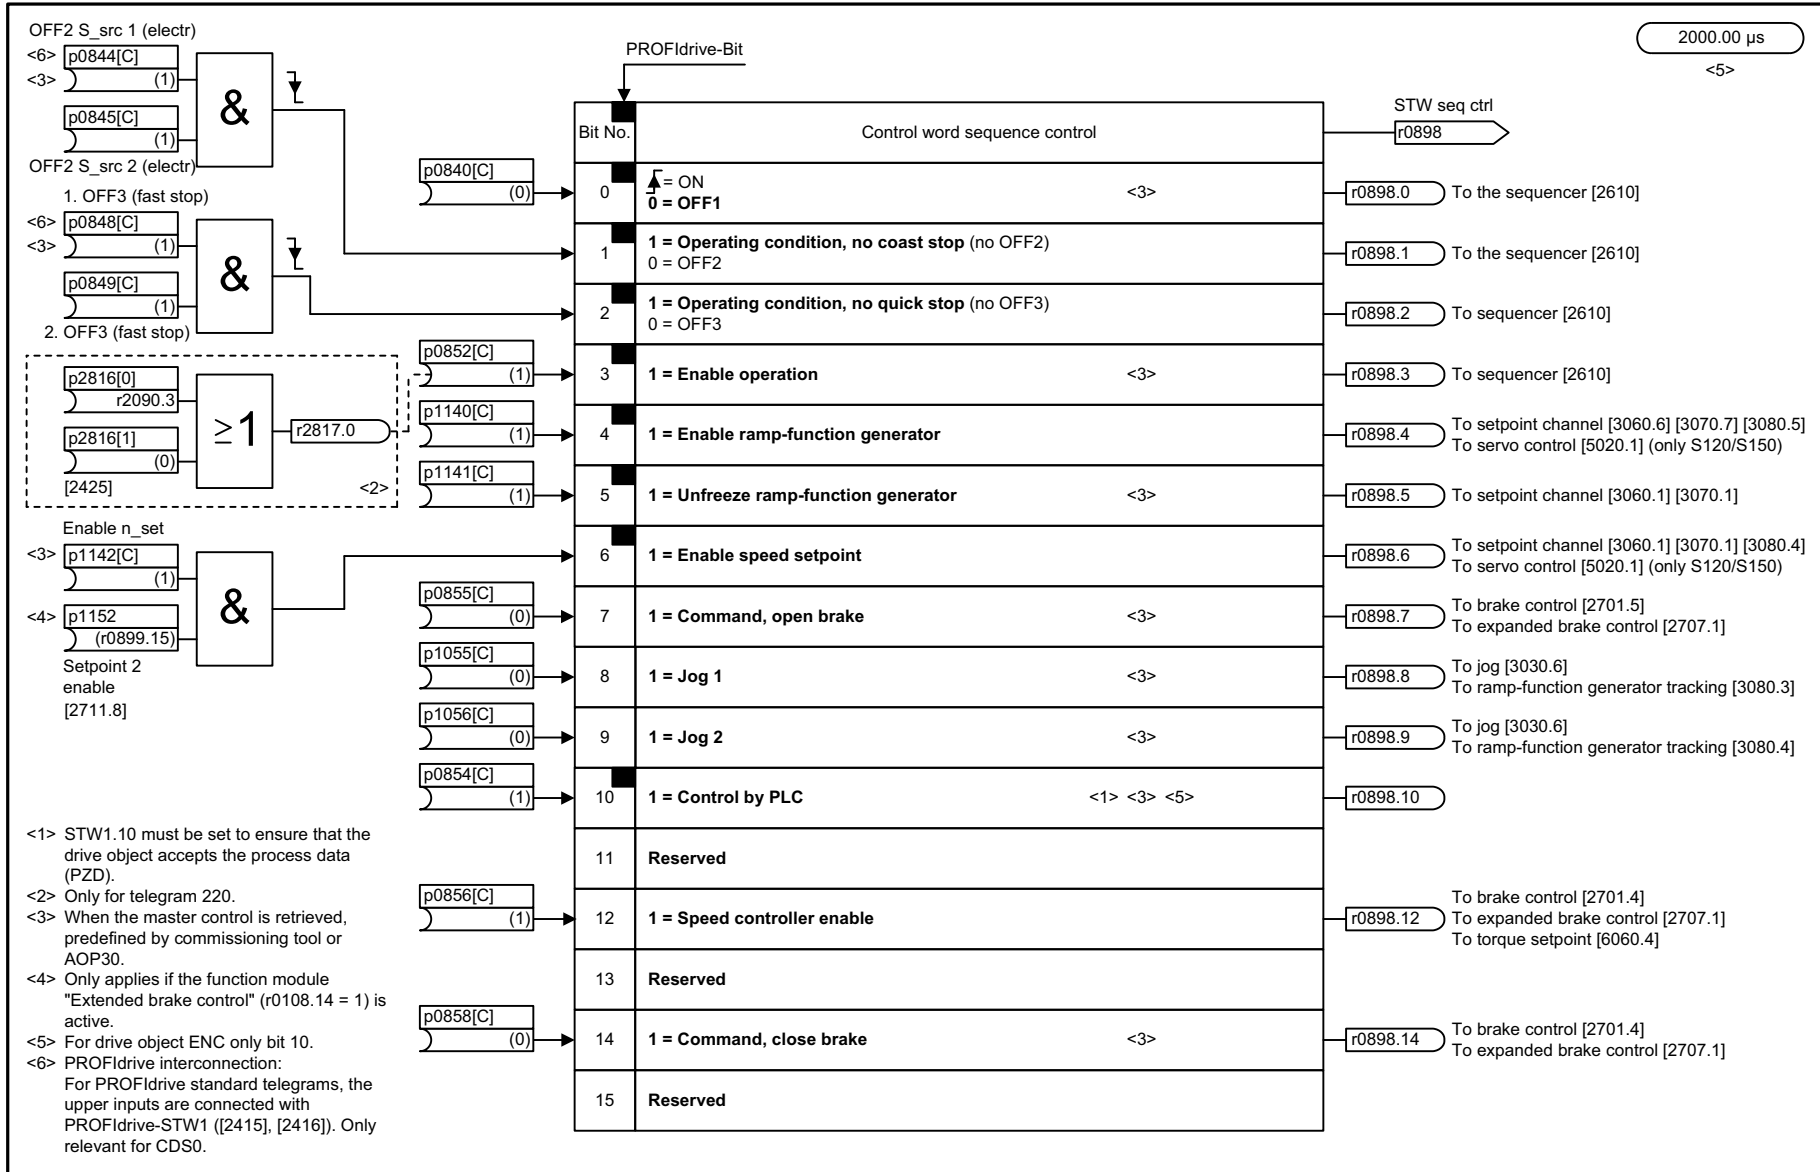 OFF2 S_src 1 (electr)
<6> p0844[C]
<3> (1)
&
p0845[C]
(1)
OFF2 S_src 2 (electr)
1. OFF3 (fast stop)
<6> p0848[C]
<3> (1)
&
p0849[C]
(1)
2. OFF3 (fast stop)
p2816[0]
r2090.3
≥1
r2817.0
p2816[1]
(0)
[2425]
<2>
Enable n_set
<3> p1142[C]
(1)
&
<4> p1152
(r0899.15)
Setpoint 2
enable
[2711.8]
<1> STW1.10 must be set to ensure that the
drive object accepts the process data
(PZD).
<2> Only for telegram 220.
<3> When the master control is retrieved,
predefined by commissioning tool or
AOP30.
<4> Only applies if the function module
"Extended brake control" (r0108.14 = 1) is
active.
<5> For drive object ENC only bit 10.
<6> PROFIdrive interconnection:
For PROFIdrive standard telegrams, the
upper inputs are connected with
PROFIdrive-STW1 ([2415], [2416]). Only
relevant for CDS0.
PROFIdrive-Bit
2000.00 µs
<5>
Bit No. Control word sequence control
STW seq ctrl
r0898
p0840[C]
(0)
0
= ON
0 = OFF1
<3>
r0898.0 To the sequencer [2610]
1
1 = Operating condition, no coast stop (no OFF2)
0 = OFF2
r0898.1 To the sequencer [2610]
2
1 = Operating condition, no quick stop (no OFF3)
0 = OFF3
r0898.2 To sequencer [2610]
p0852[C]
(1)
3 1 = Enable operation <3>
r0898.3 To sequencer [2610]
p1140[C]
(1)
4 1 = Enable ramp-function generator
r0898.4
To setpoint channel [3060.6] [3070.7] [3080.5]
To servo control [5020.1] (only S120/S150)
p1141[C]
(1)
5 1 = Unfreeze ramp-function generator <3>
r0898.5 To setpoint channel [3060.1] [3070.1]
6 1 = Enable speed setpoint
r0898.6
To setpoint channel [3060.1] [3070.1] [3080.4]
To servo control [5020.1] (only S120/S150)
p0855[C]
(0)
7 1 = Command, open brake <3>
r0898.7
To brake control [2701.5]
To expanded brake control [2707.1]
p1055[C]
(0)
8 1 = Jog 1 <3>
r0898.8
To jog [3030.6]
To ramp-function generator tracking [3080.3]
p1056[C]
(0)
9 1 = Jog 2 <3>
r0898.9
To jog [3030.6]
To ramp-function generator tracking [3080.4]
p0854[C]
(1)
10 1 = Control by PLC <1> <3> <5>
r0898.10
11 Reserved
p0856[C]
(1)
12 1 = Speed controller enable
r0898.12
To brake control [2701.4]
To expanded brake control [2707.1]
To torque setpoint [6060.4]
13 Reserved
p0858[C]
(0)
14 1 = Command, close brake <3>
r0898.14
To brake control [2701.4]
To expanded brake control [2707.1]
15 Reserved